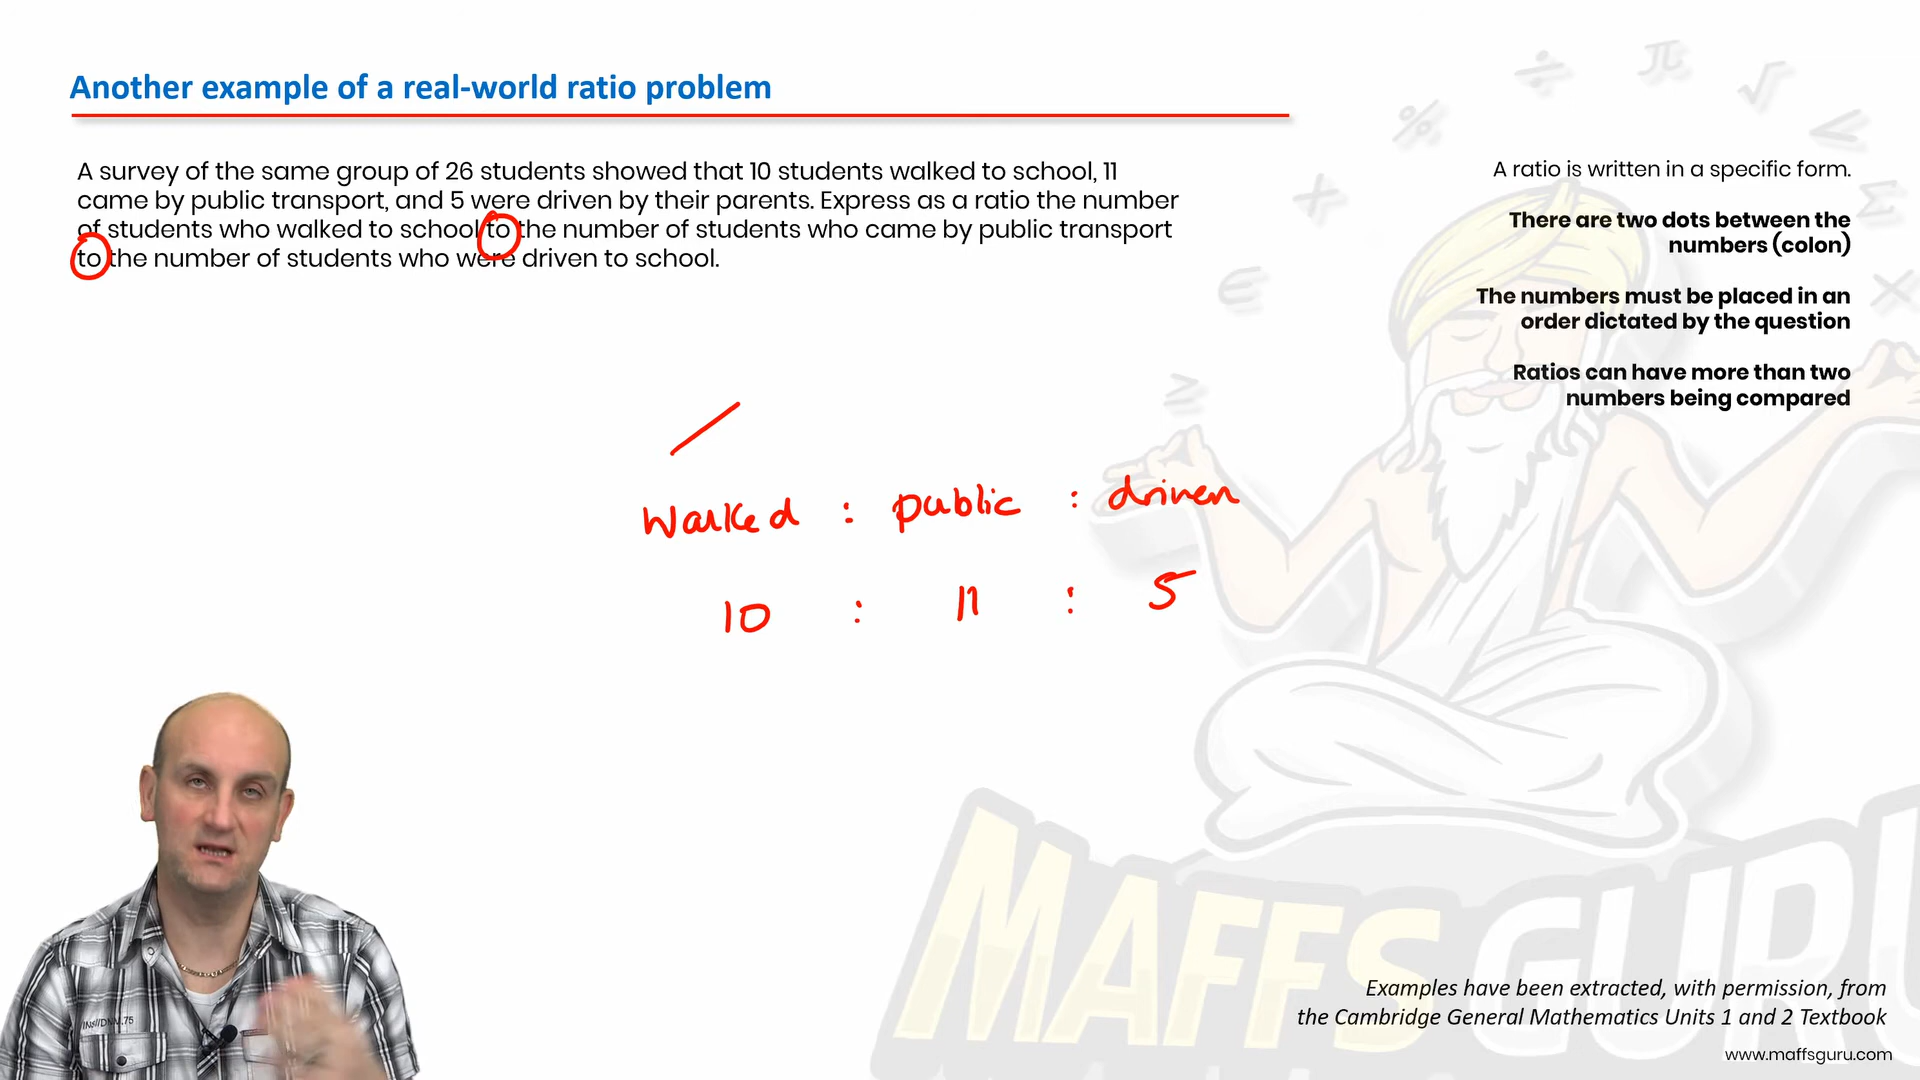 Another example of a real-world ratio problem
A survey of the same group of 26 students showed that 10 students walked to school, 11
came by public transport, and 5 were driven by their parents. Express as a ratio the number
of students who walked to school to the number of students who came by public transport
to the number of students who were driven to school.
A ratio is written in a specific form.
There are two dots between the
numbers (colon)
The numbers must be placed in an
order dictated by the question
Ratios can have more than two
numbers being compared
÷ π √ % < × Σ ∈ × ≥
Walked : public : driven
10 : 11 : 5
MAFFS GURU
Examples have been extracted, with permission, from
the Cambridge General Mathematics Units 1 and 2 Textbook
www.maffsguru.com